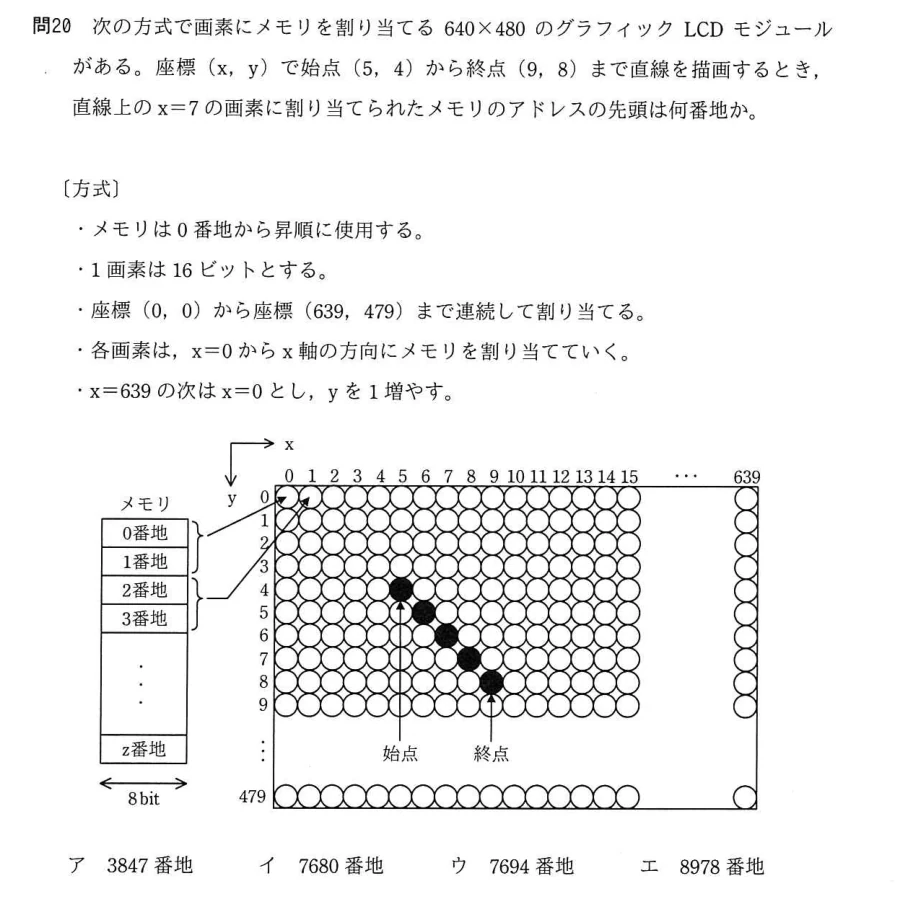 問20 次の方式で画素にメモリを割り当てる 640×480 のグラフィック LCD モジュール
がある。座標（x，y）で始点（5，4）から終点（9，8）まで直線を描画するとき，
直線上の x＝7 の画素に割り当てられたメモリのアドレスの先頭は何番地か。
〔方式〕
・メモリは 0 番地から昇順に使用する。
・1 画素は 16 ビットとする。
・座標（0，0）から座標（639，479）まで連続して割り当てる。
・各画素は，x＝0 から x 軸の方向にメモリを割り当てていく。
・x＝639 の次は x＝0 とし，y を 1 増やす。
x
0 1 2 3 4 5 6 7 8 9 10 11 12 13 14 15 … 639
y
メモリ
0番地
1番地
2番地
3番地
・
・
・
z番地
8bit
0
1
2
3
4
5
6
7
8
9
⋮
479
始点 終点
ア 3847 番地 イ 7680 番地 ウ 7694 番地 エ 8978 番地